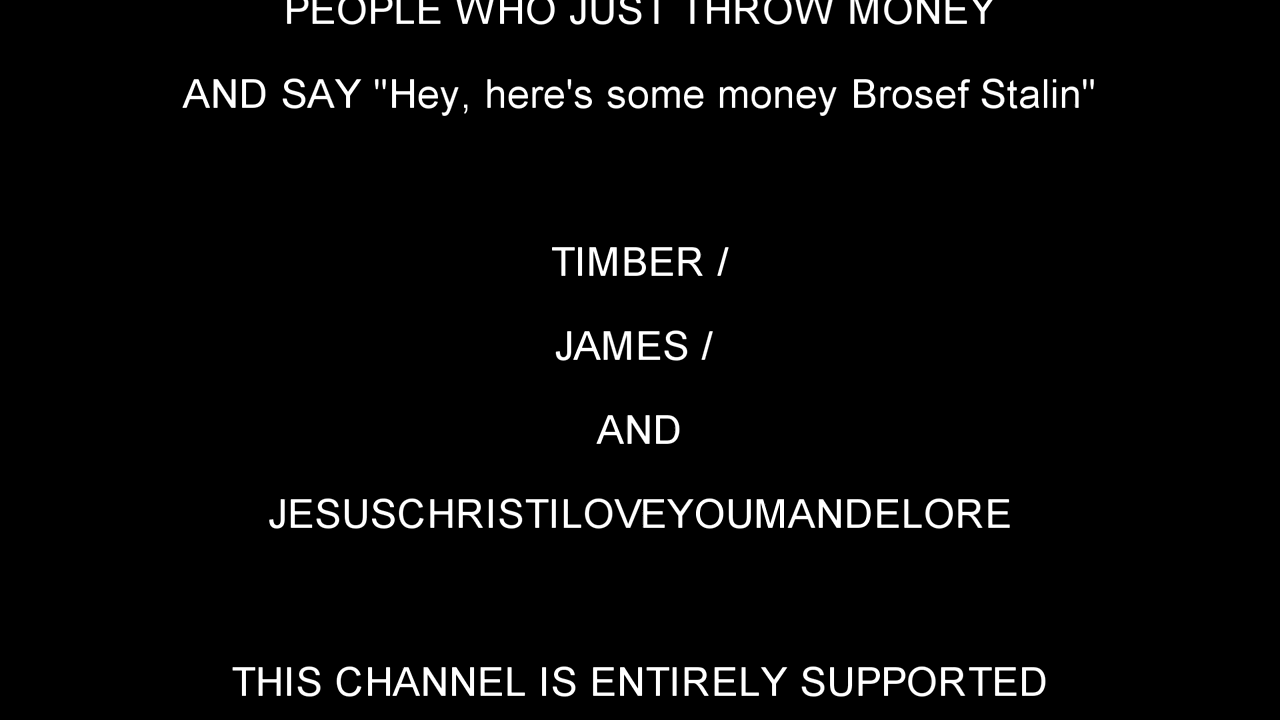 PEOPLE WHO JUST THROW MONEY
AND SAY "Hey, here's some money Brosef Stalin"
TIMBER /
JAMES /
AND
JESUSCHRISTILOVEYOUMANDELORE
THIS CHANNEL IS ENTIRELY SUPPORTED